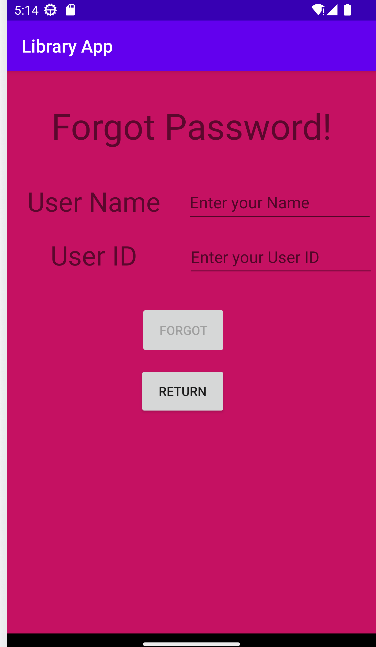 5:14
Library App
Forgot Password!
User Name Enter your Name
User ID Enter your User ID
FORGOT
RETURN